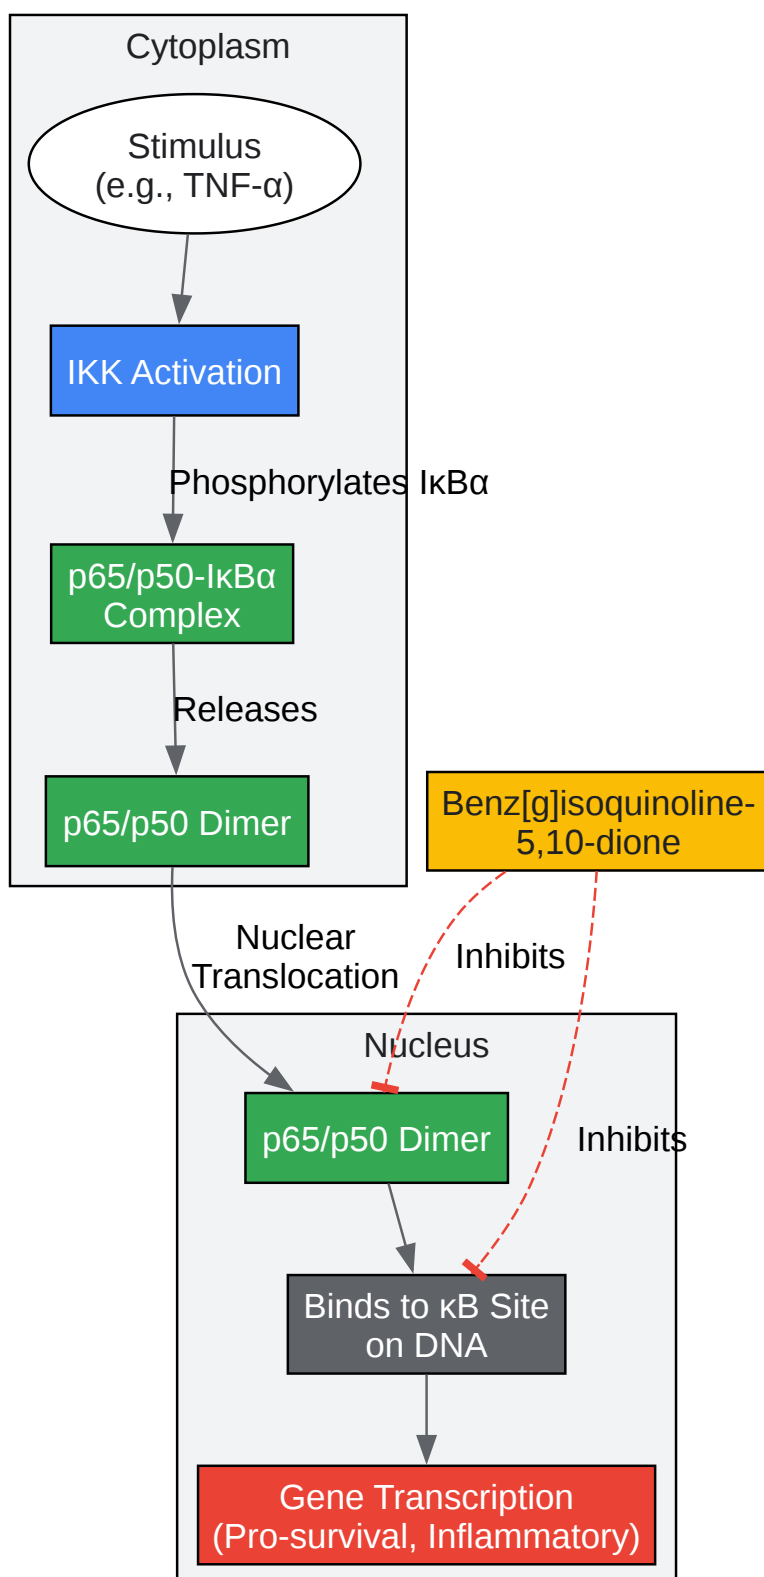 Cytoplasm
Stimulus
(e.g., TNF-α)
IKK Activation
Phosphorylates IκBα
p65/p50-IκBα
Complex
Releases
p65/p50 Dimer
Benz[g]isoquinoline-
5,10-dione
Nuclear
Translocation
Inhibits
Nucleus
p65/p50 Dimer
Inhibits
Binds to κB Site
on DNA
Gene Transcription
(Pro-survival, Inflammatory)